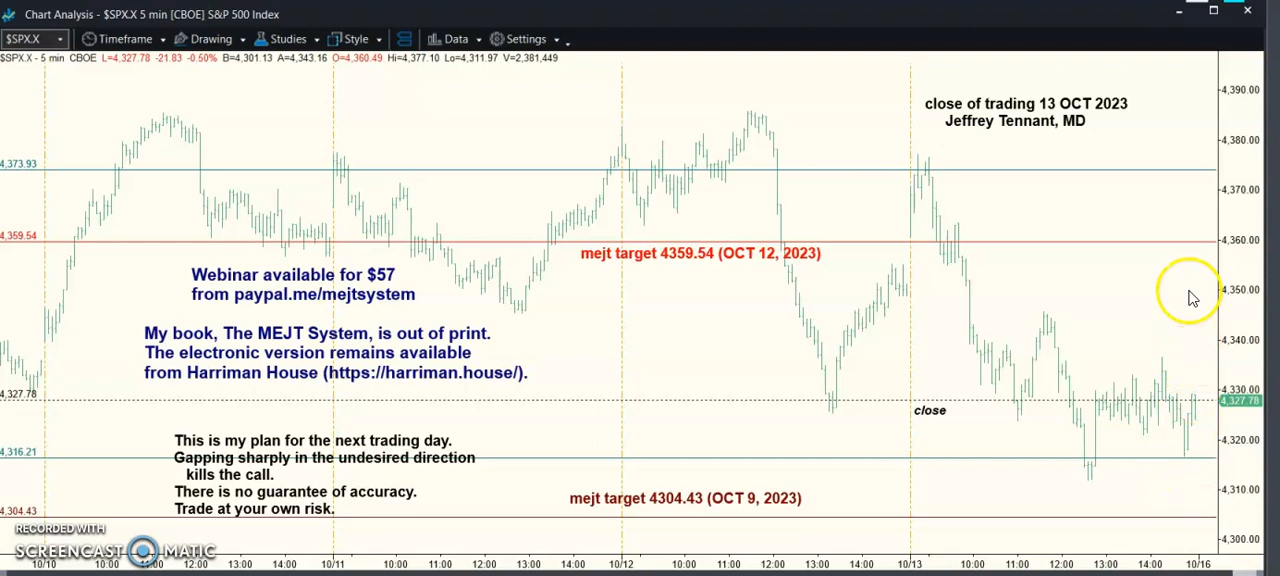 Chart Analysis - $SPX.X 5 min [CBOE] S&P 500 Index
$SPX.X Timeframe Drawing Studies Style Data Settings
$SPX.X - 5 min CBOE L=4,327.78 -21.83 -0.50% B=4,301.13 A=4,343.16 O=4,360.49 Hi=4,377.10 Lo=4,311.97 V=2,381,449
4,390.00
close of trading 13 OCT 2023
Jeffrey Tennant, MD
4,380.00
4,373.93
4,370.00
4,359.54
4,360.00
mejt target 4359.54 (OCT 12, 2023)
Webinar available for $57
from paypal.me/mejtsystem
4,350.00
My book, The MEJT System, is out of print.
The electronic version remains available
from Harriman House (https://harriman.house/).
4,340.00
4,330.00
4,327.78
4,327.78
close
This is my plan for the next trading day.
Gapping sharply in the undesired direction
kills the call.
There is no guarantee of accuracy.
Trade at your own risk.
4,320.00
4,316.21
4,310.00
mejt target 4304.43 (OCT 9, 2023)
4,304.43
RECORDED WITH
SCREENCAST MATIC
4,300.00
10/10 10:00 11:00 12:00 13:00 14:00 10/11 10:00 11:00 12:00 13:00 14:00 10/12 10:00 11:00 12:00 13:00 14:00 10/13 10:00 11:00 12:00 13:00 14:00 10/16